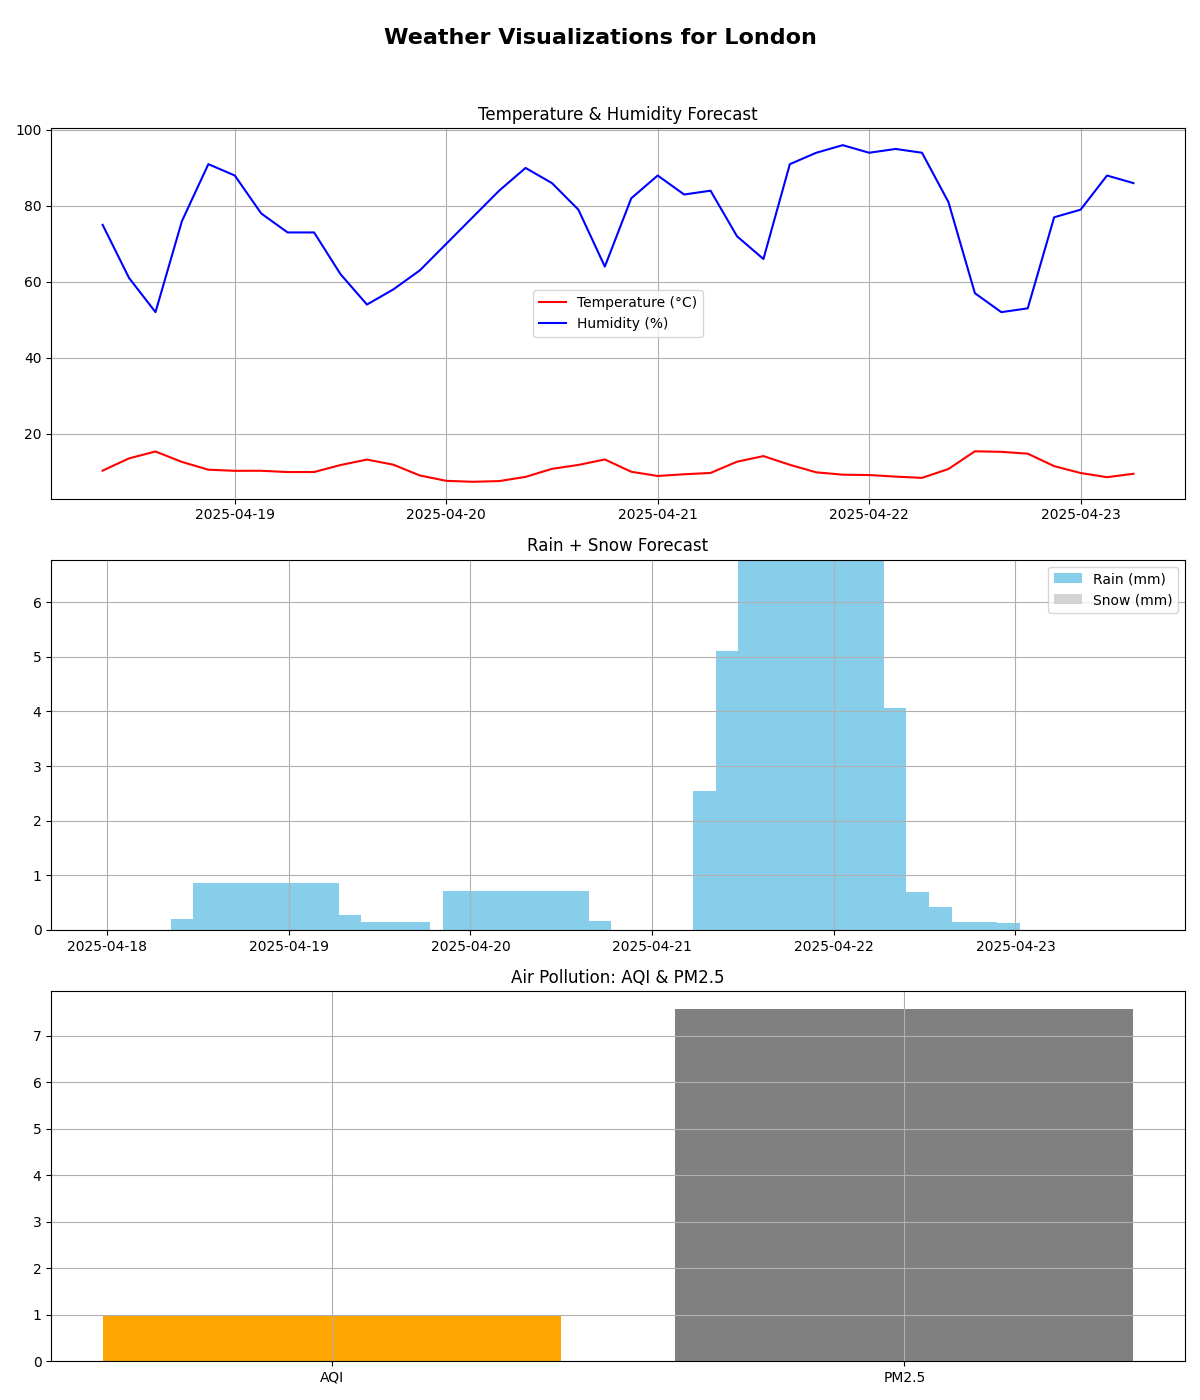 Weather Visualizations for London
Temperature & Humidity Forecast
100
80
60
40
20
Temperature (°C)
Humidity (%)
2025-04-19 2025-04-20 2025-04-21 2025-04-22 2025-04-23
Rain + Snow Forecast
6
5
4
3
2
1
0
Rain (mm)
Snow (mm)
2025-04-18 2025-04-19 2025-04-20 2025-04-21 2025-04-22 2025-04-23
Air Pollution: AQI & PM2.5
7
6
5
4
3
2
1
0
AQI PM2.5